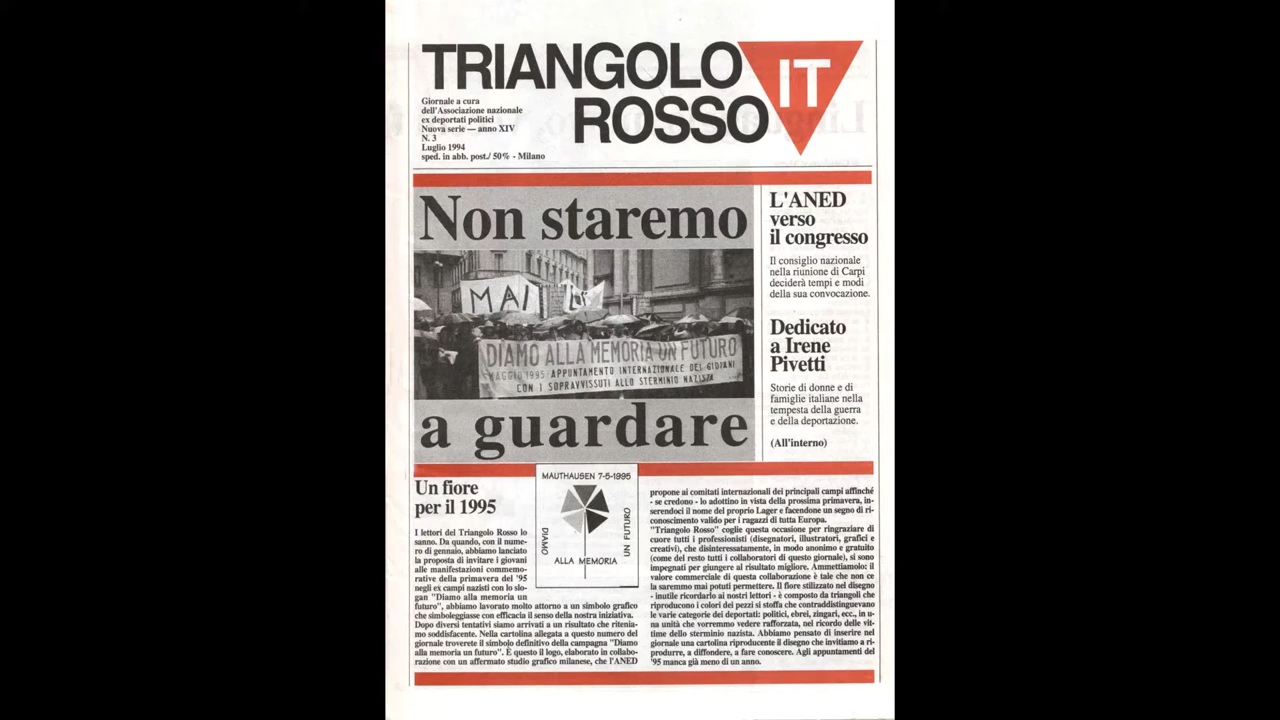 TRIANGOLO
ROSSO
IT
Giornale a cura
dell'Associazione nazionale
ex deportati politici
Nuova serie — anno XIV
N. 3
Luglio 1994
sped. in abb. post./ 50% - Milano
Non staremo
MAI
DIAMO ALLA MEMORIA UN FUTURO
MAGGIO 1995 APPUNTAMENTO INTERNAZIONALE DEI GIOVANI
CON I SOPRAVVISSUTI ALLO STERMINIO NAZISTA
a guardare
L'ANED
verso
il congresso
Il consiglio nazionale
nella riunione di Carpi
deciderà tempi e modi
della sua convocazione.
Dedicato
a Irene
Pivetti
Storie di donne e di
famiglie italiane nella
tempesta della guerra
e della deportazione.
(All'interno)
Un fiore
per il 1995
I lettori del Triangolo Rosso lo
sanno. Da quando, con il nume-
ro di gennaio, abbiamo lanciato
la proposta di invitare i giovani
alle manifestazioni commemo-
rative della primavera del '95
negli ex campi nazisti con lo slo-
gan "Diamo alla memoria un
futuro", abbiamo lavorato molto attorno a un simbolo grafico
che simboleggiasse con efficacia il senso della nostra iniziativa.
Dopo diversi tentativi siamo arrivati a un risultato che ritenia-
mo soddisfacente. Nella cartolina allegata a questo numero del
giornale troverete il simbolo definitivo della campagna "Diamo
alla memoria un futuro". È questo il logo, elaborato in collabo-
razione con un affermato studio grafico milanese, che l'ANED
MAUTHAUSEN 7-5-1995
DIAMO
ALLA MEMORIA
UN FUTURO
propone ai comitati internazionali dei principali campi affinché
- se credono - lo adottino in vista della prossima primavera, in-
serendoci il nome del proprio Lager e facendone un segno di ri-
conoscimento valido per i ragazzi di tutta Europa.
"Triangolo Rosso" coglie questa occasione per ringraziare di
cuore tutti i professionisti (disegnatori, illustratori, grafici e
creativi), che disinteressatamente, in modo anonimo e gratuito
(come del resto tutti i collaboratori di questo giornale), si sono
impegnati per giungere al risultato migliore. Ammettiamolo: il
valore commerciale di questa collaborazione è tale che non ce
la saremmo mai potuti permettere. Il fiore stilizzato nel disegno
- inutile ricordarlo ai nostri lettori - è composto da triangoli che
riproducono i colori dei pezzi si stoffa che contraddistinguevano
le varie categorie dei deportati: politici, ebrei, zingari, ecc., in u-
na unità che vorremmo vedere rafforzata, nel ricordo delle vit-
time dello sterminio nazista. Abbiamo pensato di inserire nel
giornale una cartolina riproducente il disegno che invitiamo a ri-
produrre, a diffondere, a fare conoscere. Agli appuntamenti del
'95 manca già meno di un anno.